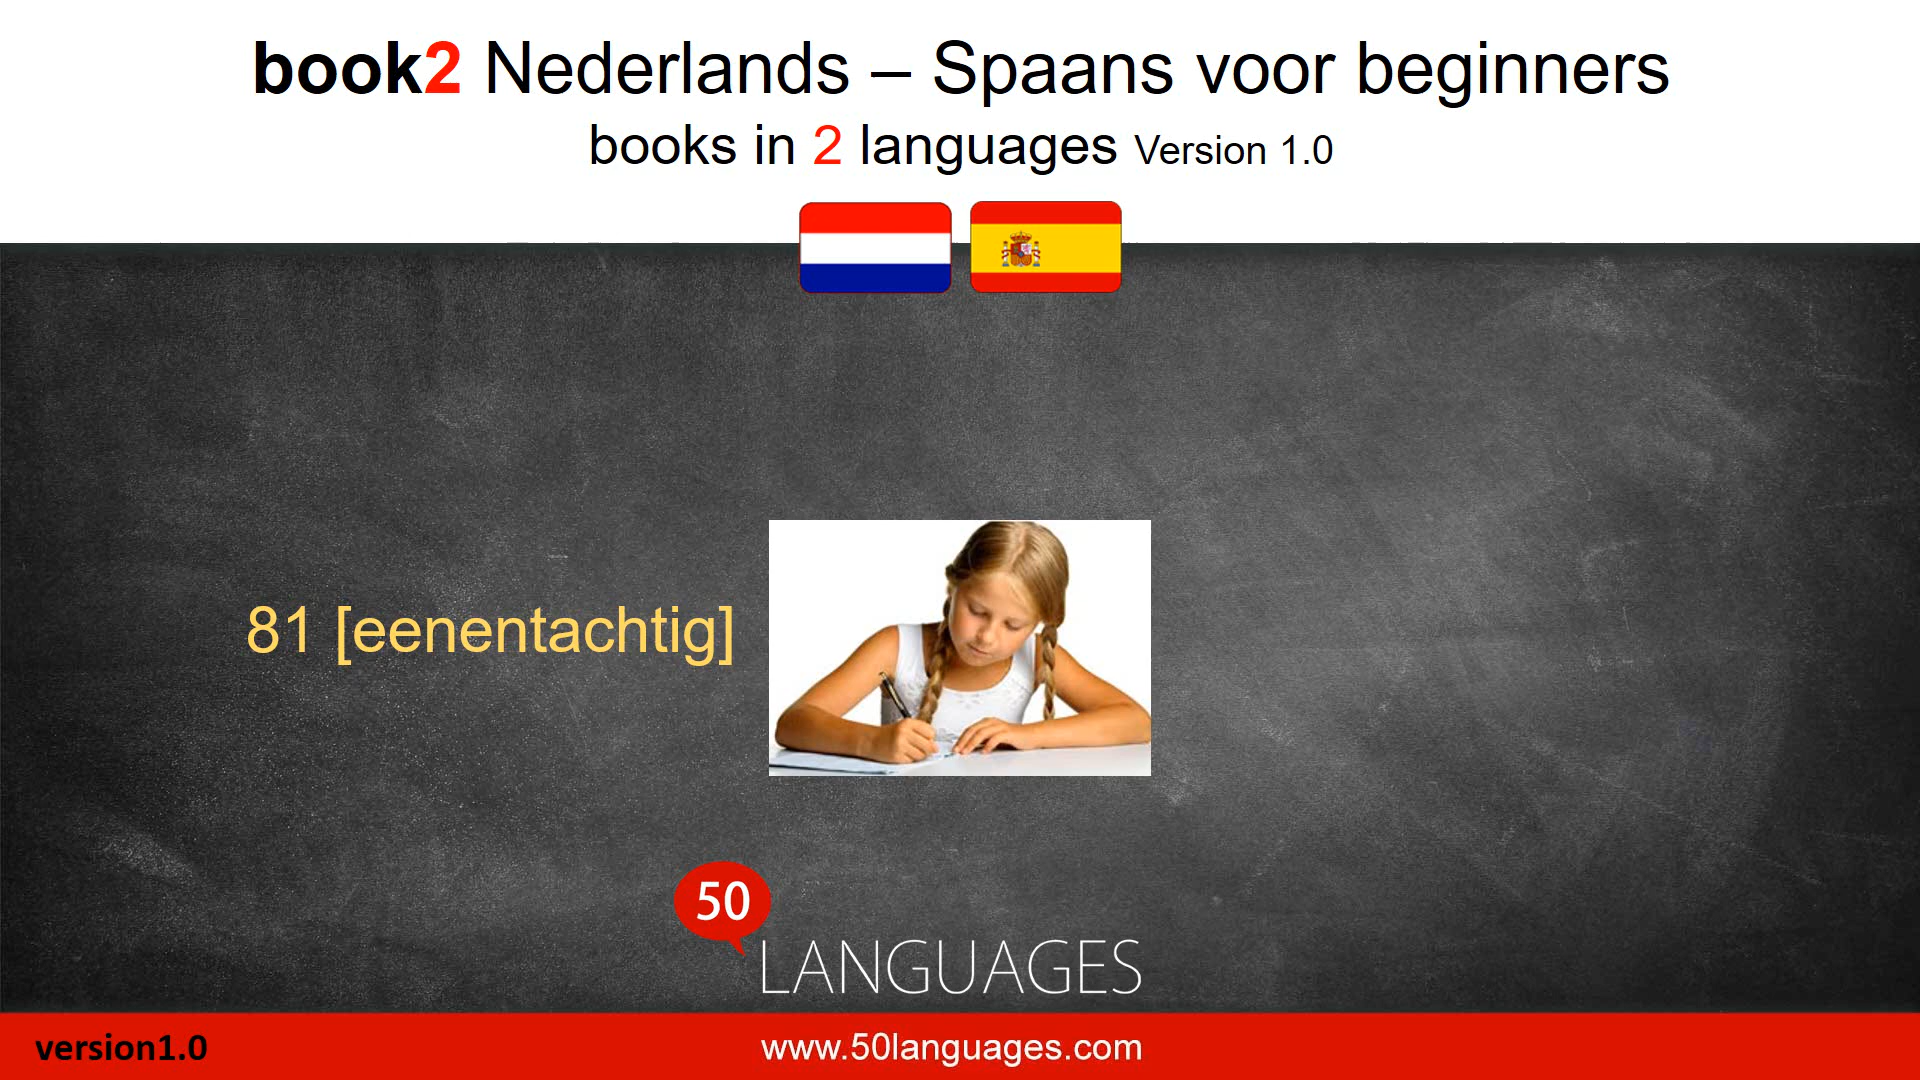 book2 Nederlands – Spaans voor beginners
books in 2 languages Version 1.0
81 [eenentachtig]
50
LANGUAGES
version1.0
www.50languages.com